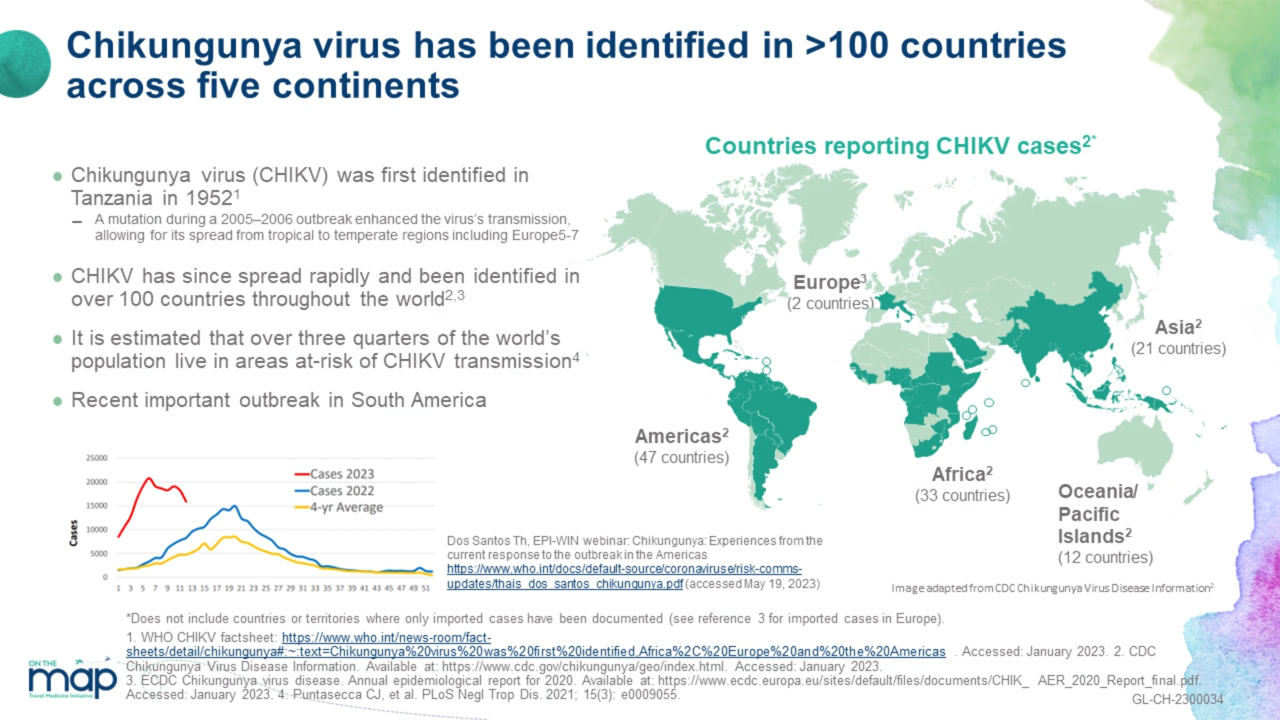 Chikungunya virus has been identified in >100 countries
across five continents
Countries reporting CHIKV cases2*
• Chikungunya virus (CHIKV) was first identified in
Tanzania in 1952¹
– A mutation during a 2005–2006 outbreak enhanced the virus's transmission,
allowing for its spread from tropical to temperate regions including Europe5-7
• CHIKV has since spread rapidly and been identified in
over 100 countries throughout the world2,3
• It is estimated that over three quarters of the world's
population live in areas at-risk of CHIKV transmission⁴
• Recent important outbreak in South America
Europe³
(2 countries)
Asia²
(21 countries)
Americas²
(47 countries)
Africa²
(33 countries)
Oceania/
Pacific
Islands²
(12 countries)
Cases
25000
20000
15000
10000
5000
0
Cases 2023
Cases 2022
4-yr Average
1 3 5 7 9 11 13 15 17 19 21 23 25 27 29 31 33 35 37 39 41 43 45 47 49 51
Dos Santos Th, EPI-WIN webinar: Chikungunya: Experiences from the
current response to the outbreak in the Americas
https://www.who.int/docs/default-source/coronaviruse/risk-comms-
updates/thais_dos_santos_chikungunya.pdf (accessed May 19, 2023)
Image adapted from CDC Chikungunya Virus Disease Information²
*Does not include countries or territories where only imported cases have been documented (see reference 3 for imported cases in Europe).
1. WHO CHIKV factsheet: https://www.who.int/news-room/fact-
sheets/detail/chikungunya#:~:text=Chikungunya%20virus%20was%20first%20identified,Africa%2C%20Europe%20and%20the%20Americas . Accessed: January 2023. 2. CDC
Chikungunya Virus Disease Information. Available at: https://www.cdc.gov/chikungunya/geo/index.html. Accessed: January 2023.
3. ECDC Chikungunya virus disease. Annual epidemiological report for 2020. Available at: https://www.ecdc.europa.eu/sites/default/files/documents/CHIK_ AER_2020_Report_final.pdf.
Accessed: January 2023. 4. Puntasecca CJ, et al. PLoS Negl Trop Dis. 2021; 15(3): e0009055.
ON THE
map
Travel Medicine Initiative
GL-CH-2300034